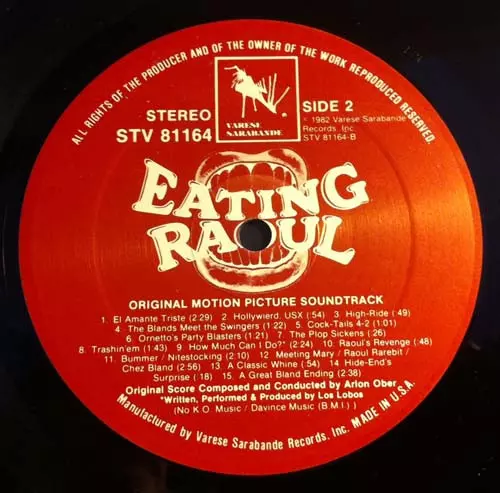 ALL RIGHTS OF THE PRODUCER AND OF THE OWNER OF THE WORK REPRODUCED RESERVED.
STEREO
STV 81164
VARESE
SARABANDE
SIDE 2
℗ 1982 Varese Sarabande
Records, Inc.
STV 81164-B
EATING
RAOUL
ORIGINAL MOTION PICTURE SOUNDTRACK
1. El Amante Triste (2:29) 2. Hollywierd. USX (:54) 3. High-Ride (:49)
4. The Blands Meet the Swingers (1:22) 5. Cock-Tails 4-2 (1:01)
6. Ornetto's Party Blasters (2:11) 7. The Plop Sickens (:26)
8. Trashin'em (1:43) 9. How Much Can I Do?* 10. Raoul's Revenge (:48)
11. Bummer / Nitestocking (2:10) 12. Meeting Mary / Raoul Rarebit /
Chez Bland (2:56) 13. A Classic Whine (:54) 14. Hide-End's
Surprise (:18) 15. A Great Bland Ending (2:38)
Original Score Composed and Conducted by Arlon Ober
*Written, Performed & Produced by Los Lobos
(No K.O. Music / Davince Music (B.M.I.) )
Manufactured by Varese Sarabande Records, Inc. MADE IN U.S.A.